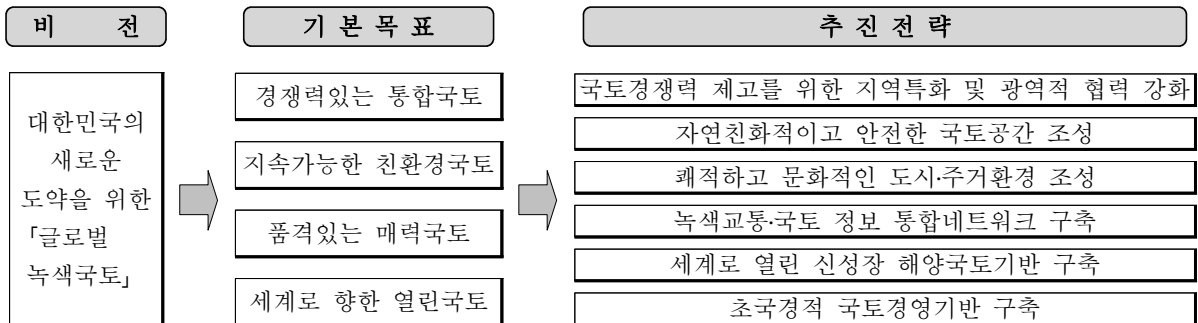 비 전
기 본 목 표
추 진 전 략
대한민국의
새로운
도약을 위한
「글로벌
녹색국토」
경쟁력있는 통합국토
지속가능한 친환경국토
품격있는 매력국토
세계로 향한 열린국토
국토경쟁력 제고를 위한 지역특화 및 광역적 협력 강화
자연친화적이고 안전한 국토공간 조성
쾌적하고 문화적인 도시·주거환경 조성
녹색교통·국토 정보 통합네트워크 구축
세계로 열린 신성장 해양국토기반 구축
초국경적 국토경영기반 구축